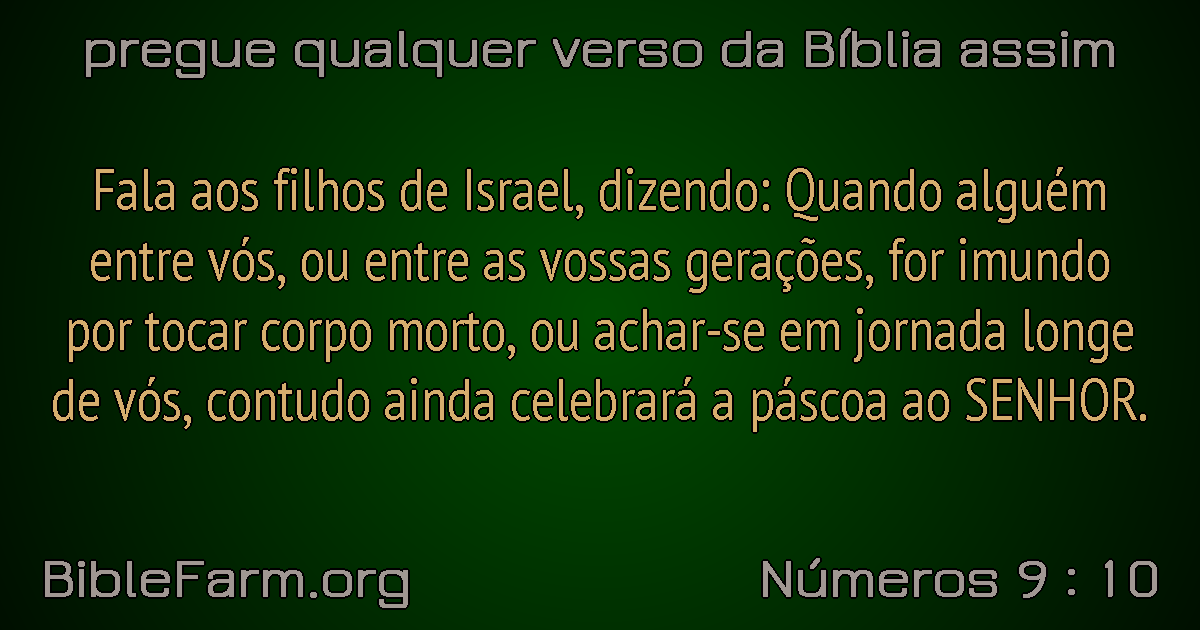 pregue qualquer verso da Bíblia assim
Fala aos filhos de Israel, dizendo: Quando alguém
entre vós, ou entre as vossas gerações, for imundo
por tocar corpo morto, ou achar-se em jornada longe
de vós, contudo ainda celebrará a páscoa ao SENHOR.
BibleFarm.org
Números 9 : 10